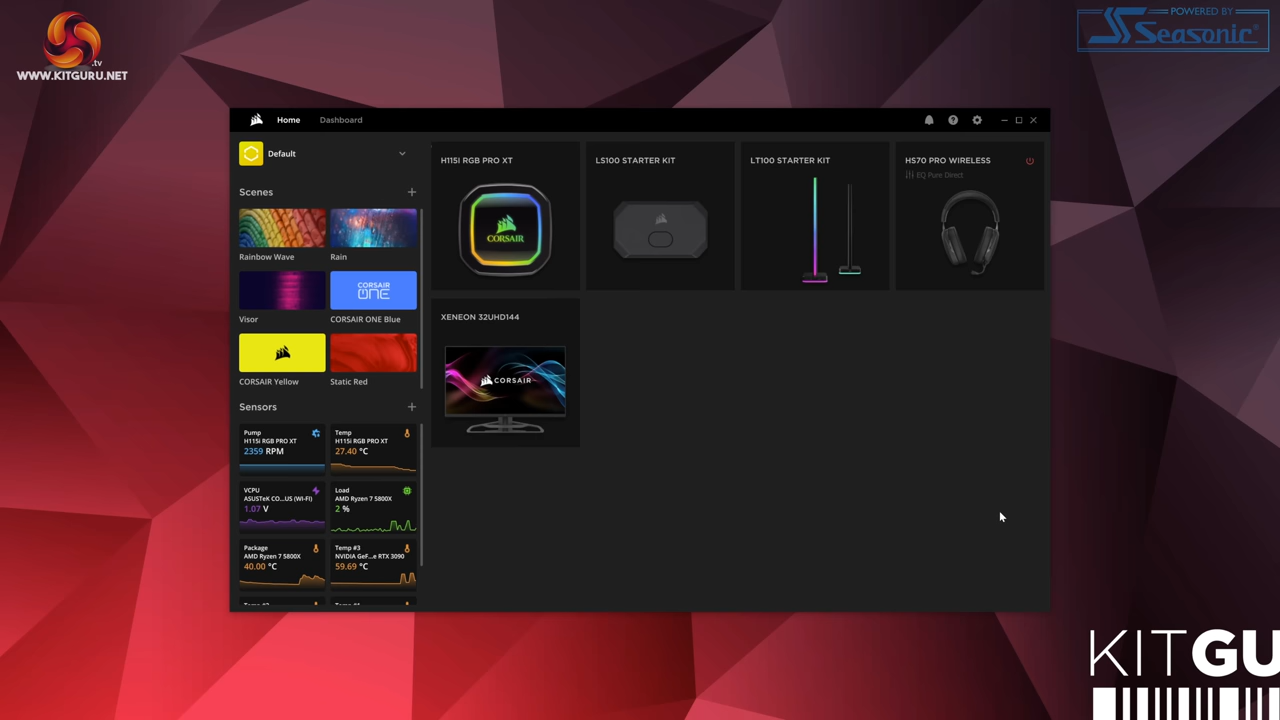 .tv
WWW.KITGURU.NET
POWERED BY
Seasonic
Home
Dashboard
Default
Scenes
Rainbow Wave
Rain
CORSAIR
ONE
Visor
CORSAIR ONE Blue
CORSAIR Yellow
Static Red
Sensors
Pump
H115i RGB PRO XT
2359 RPM
Temp
H115i RGB PRO XT
27.40 °C
VCPU
ASUSTeK CO...US (WI-FI)
1.07 V
Load
AMD Ryzen 7 5800X
2 %
Package
AMD Ryzen 7 5800X
40.00 °C
Temp #3
NVIDIA GeF...e RTX 3090
59.69 °C
H115I RGB PRO XT
CORSAIR
LS100 STARTER KIT
LT100 STARTER KIT
HS70 PRO WIRELESS
EQ Pure Direct
XENEON 32UHD144
CORSAIR
KITGU